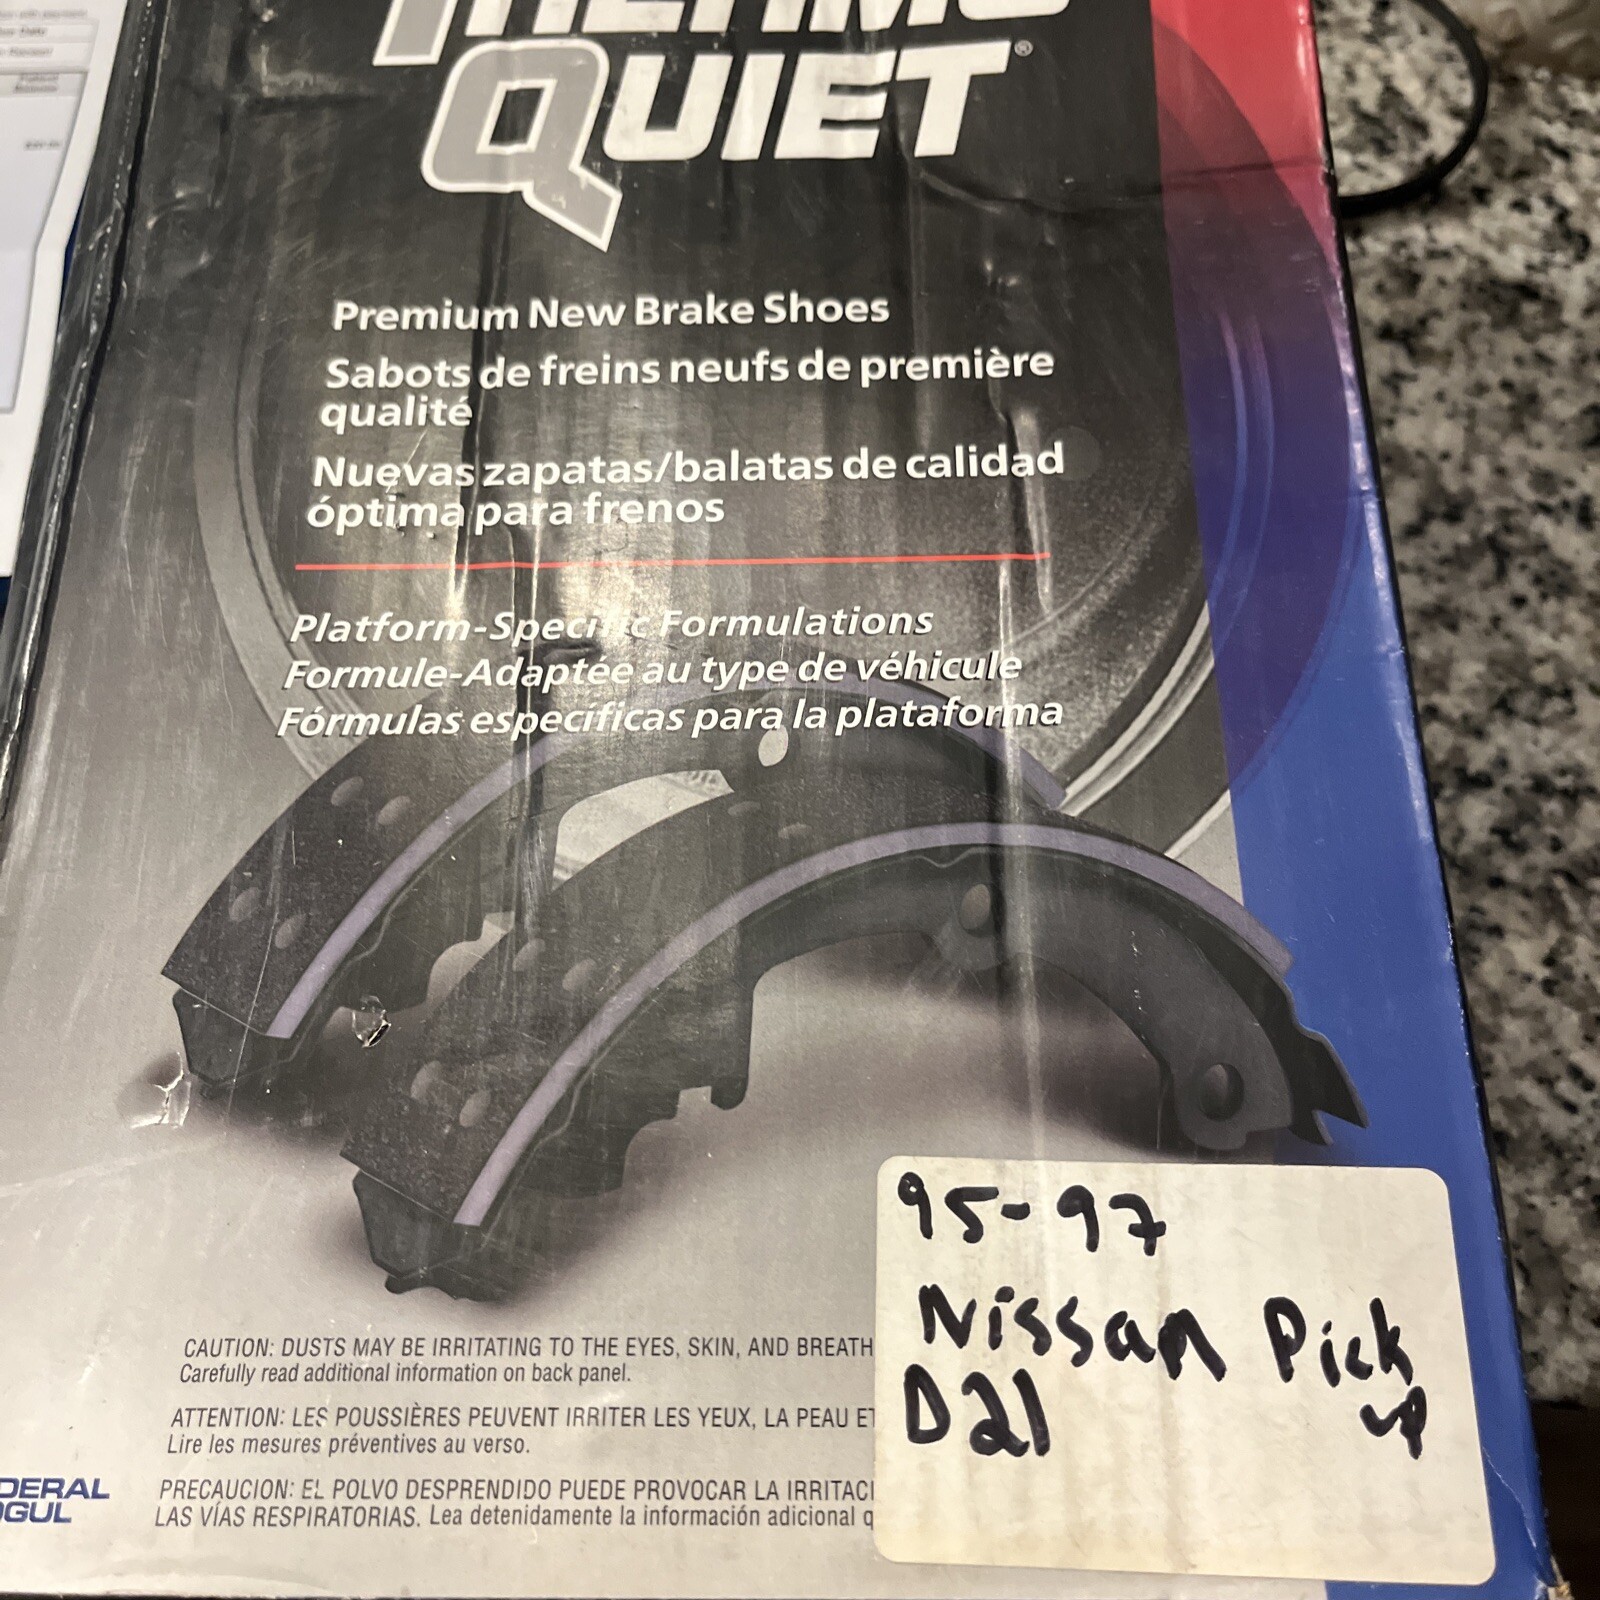 THERMO
QUIET®
Premium New Brake Shoes
Sabots de freins neufs de première
qualité
Nuevas zapatas/balatas de calidad
óptima para frenos
Platform-Specific Formulations
Formule-Adaptée au type de véhicule
Fórmulas específicas para la plataforma
CAUTION: DUSTS MAY BE IRRITATING TO THE EYES, SKIN, AND BREATH
Carefully read additional information on back panel.
ATTENTION: LES POUSSIÈRES PEUVENT IRRITER LES YEUX, LA PEAU ET
Lire les mesures préventives au verso.
PRECAUCION: EL POLVO DESPRENDIDO PUEDE PROVOCAR LA IRRITACI
LAS VÍAS RESPIRATORIAS. Lea detenidamente la información adicional q
DERAL
OGUL
95-97
Nissan Pick
D21 up